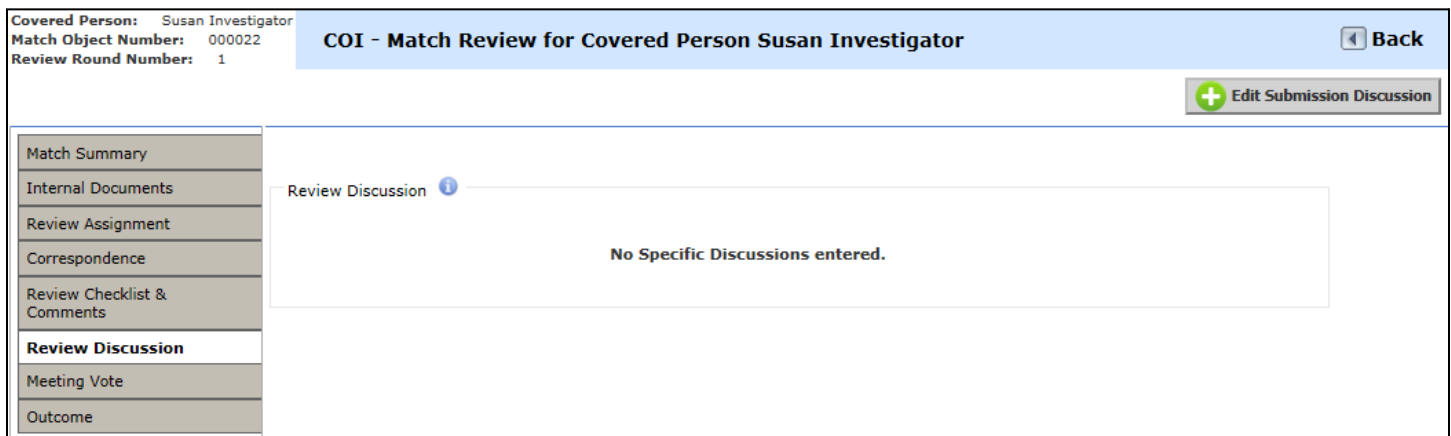 Covered Person: Susan Investigator
Match Object Number: 000022
Review Round Number: 1
COI - Match Review for Covered Person Susan Investigator
Back
Edit Submission Discussion
Match Summary
Internal Documents
Review Assignment
Correspondence
Review Checklist &
Comments
Review Discussion
Meeting Vote
Outcome
Review Discussion
No Specific Discussions entered.